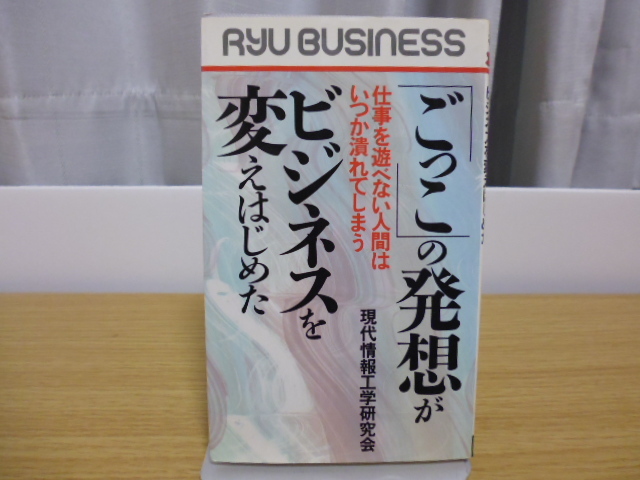 RYU BUSINESS
「ごっこ」の発想が
仕事を遊べない人間は
いつか潰れてしまう
ビジネスを
変えはじめた
現代情報工学研究会